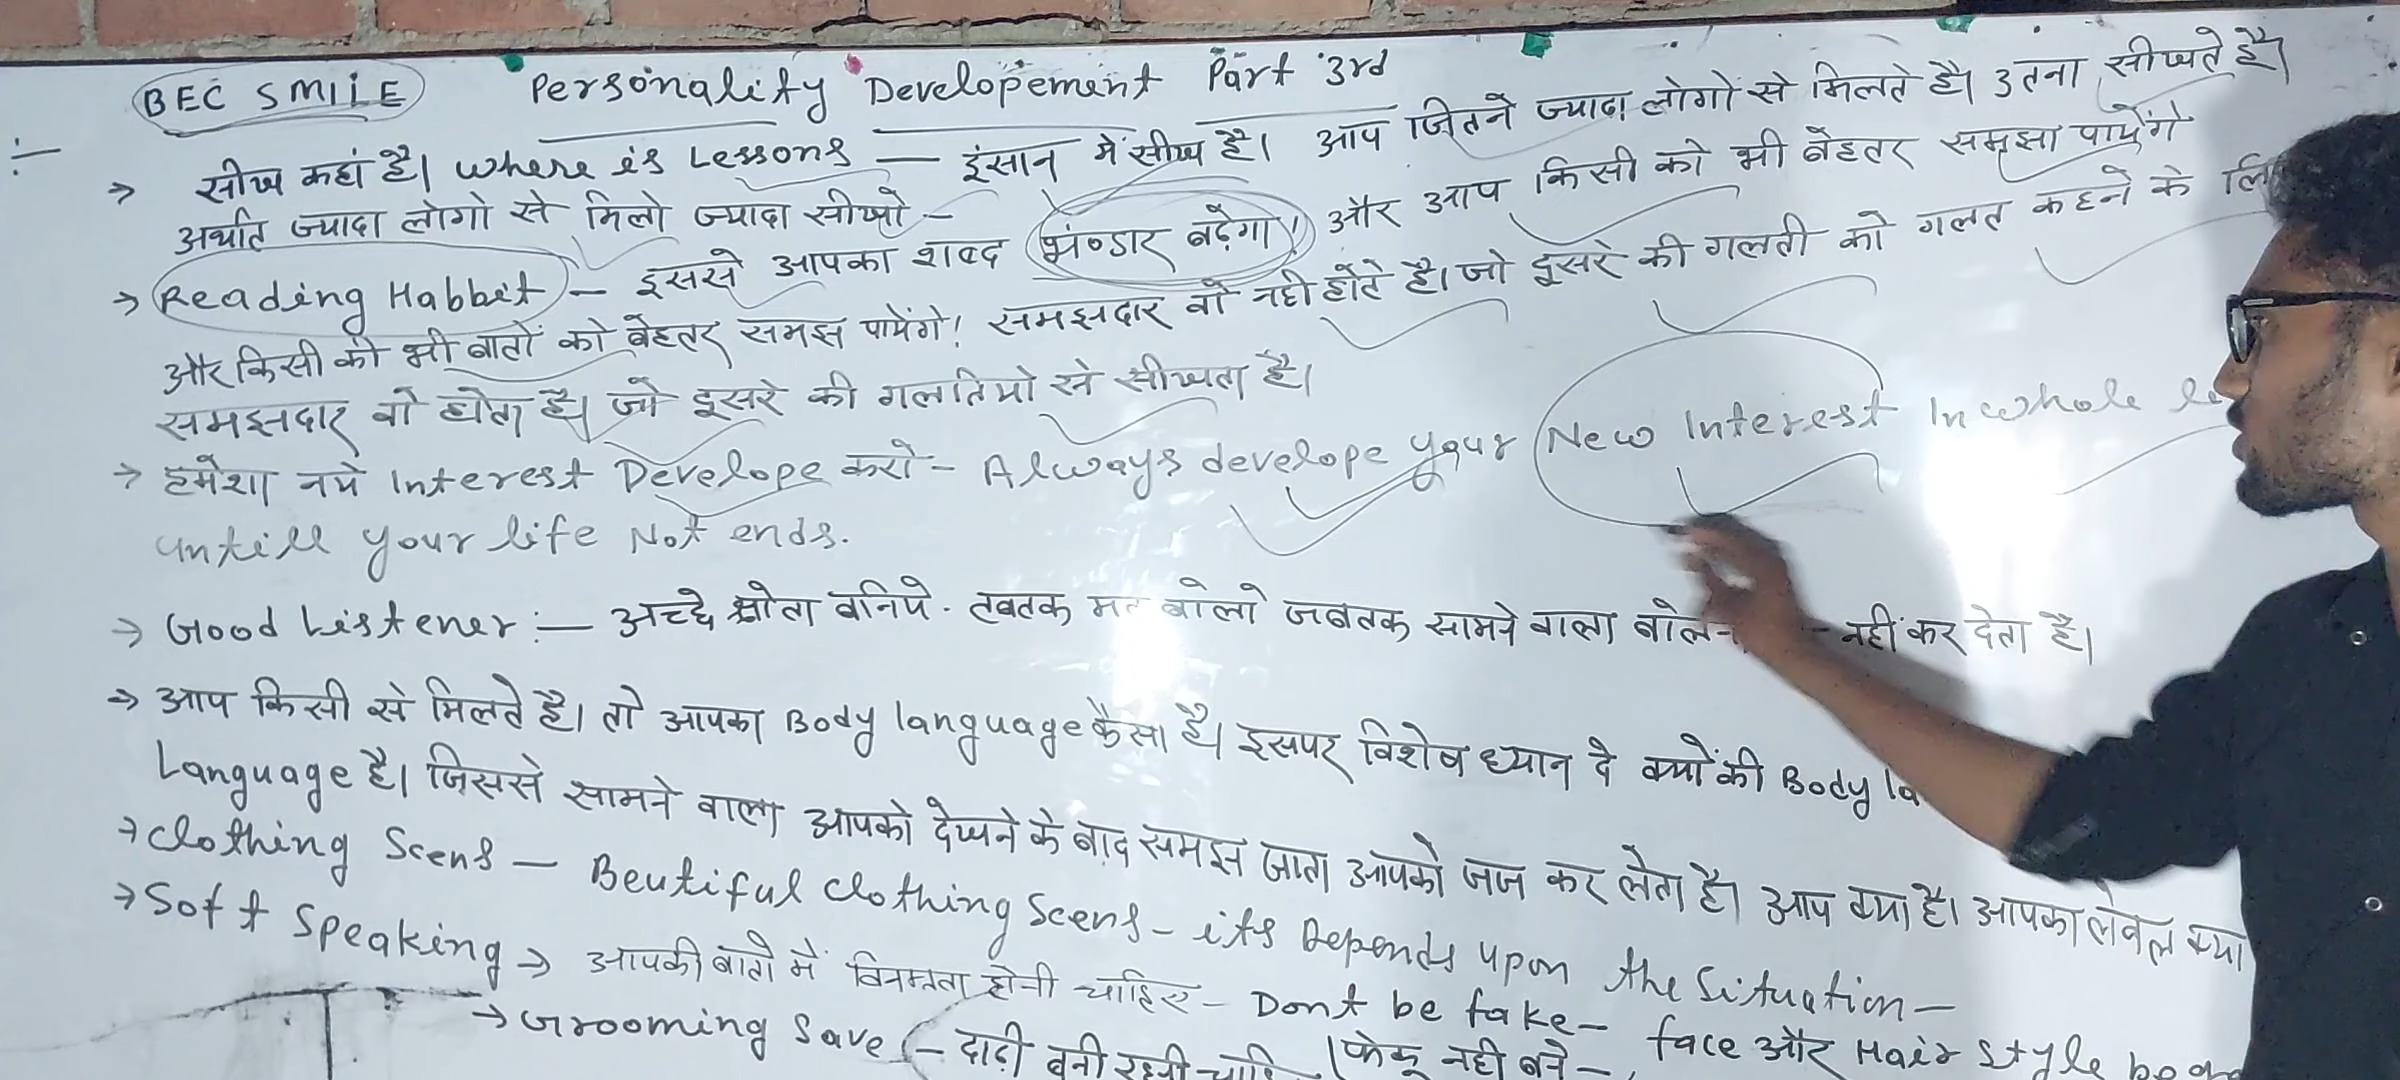 BEC SMILE Personality Developement Part 3rd
:-
→ सीख कहां है। where is Lessons — इंसान में सीख है। आप जितने ज्यादा लोगों से मिलते है। उतना सीखते है।
अर्थात ज्यादा लोगो से मिलो ज्यादा सीखो -
→ Reading Habbit - इससे आपका शब्द भंण्डार बढ़ेगा! और आप किसी को भी बेहतर समझा पायेंगे
और किसी की भी बातों को बेहतर समझ पायेंगे! समझदार वो नही होते है। जो दूसरे की गलती को गलत कहने के
समझदार वो होता है। जो दूसरे की गलतियो से सीखता है।
→ हमेशा नये Interest Develope करो - Always develope your New Interest In whole
untill your life Not ends.
→ Good Listener :— अच्छे श्रोता बनिये. तबतक मत बोलो जबतक सामने वाला नहीं कर देता है।
→ आप किसी से मिलते है। तो आपका Body language कैसा है। इसपर विशेष ध्यान दे क्यों की Body
Language है। जिससे सामने वाला आपको देखने के बाद समझ जाता आपको जज कर लेता है। आप क्या है। आपका लेवल क्या
→ Clothing Scens — Beutiful clothing Scens - its Depends upon the Situation —
→ Soft Speaking → आपकी बातो में विनम्रता होनी चाहिए - Dont be fake - face और Hair style
→ Grooming Save - दाढ़ी बनी रहनी (फेकू नही बने -